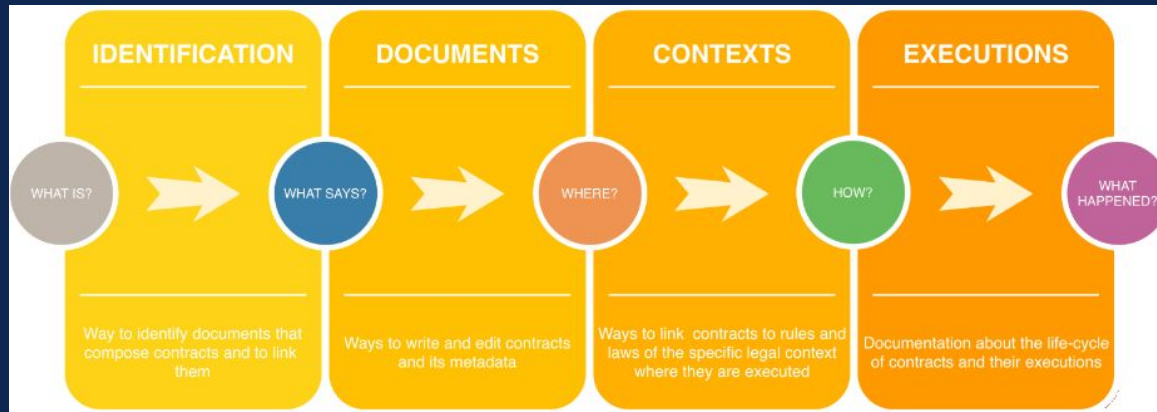 IDENTIFICATION
DOCUMENTS
CONTEXTS
EXECUTIONS
WHAT IS?
WHAT SAYS?
WHERE?
HOW?
WHAT
HAPPENED?
Way to identify documents that
compose contracts and to link
them
Ways to write and edit contracts
and its metadata
Ways to link contracts to rules and
laws of the specific legal context
where they are executed
Documentation about the life-cycle
of contracts and their executions